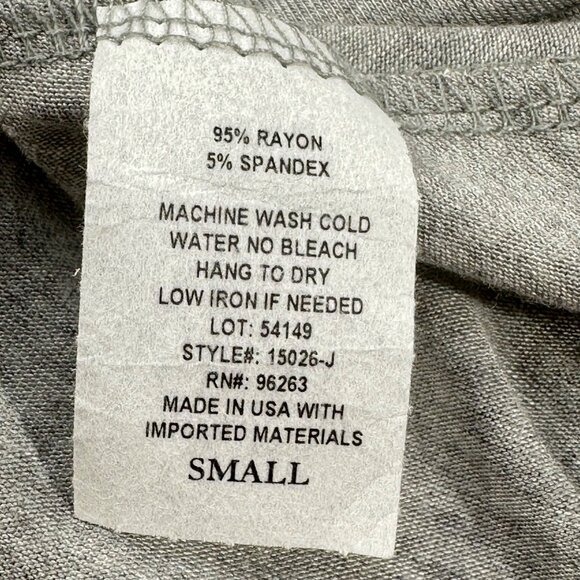 95% RAYON
5% SPANDEX
MACHINE WASH COLD
WATER NO BLEACH
HANG TO DRY
LOW IRON IF NEEDED
LOT: 54149
STYLE#: 15026-J
RN#: 96263
MADE IN USA WITH
IMPORTED MATERIALS
SMALL